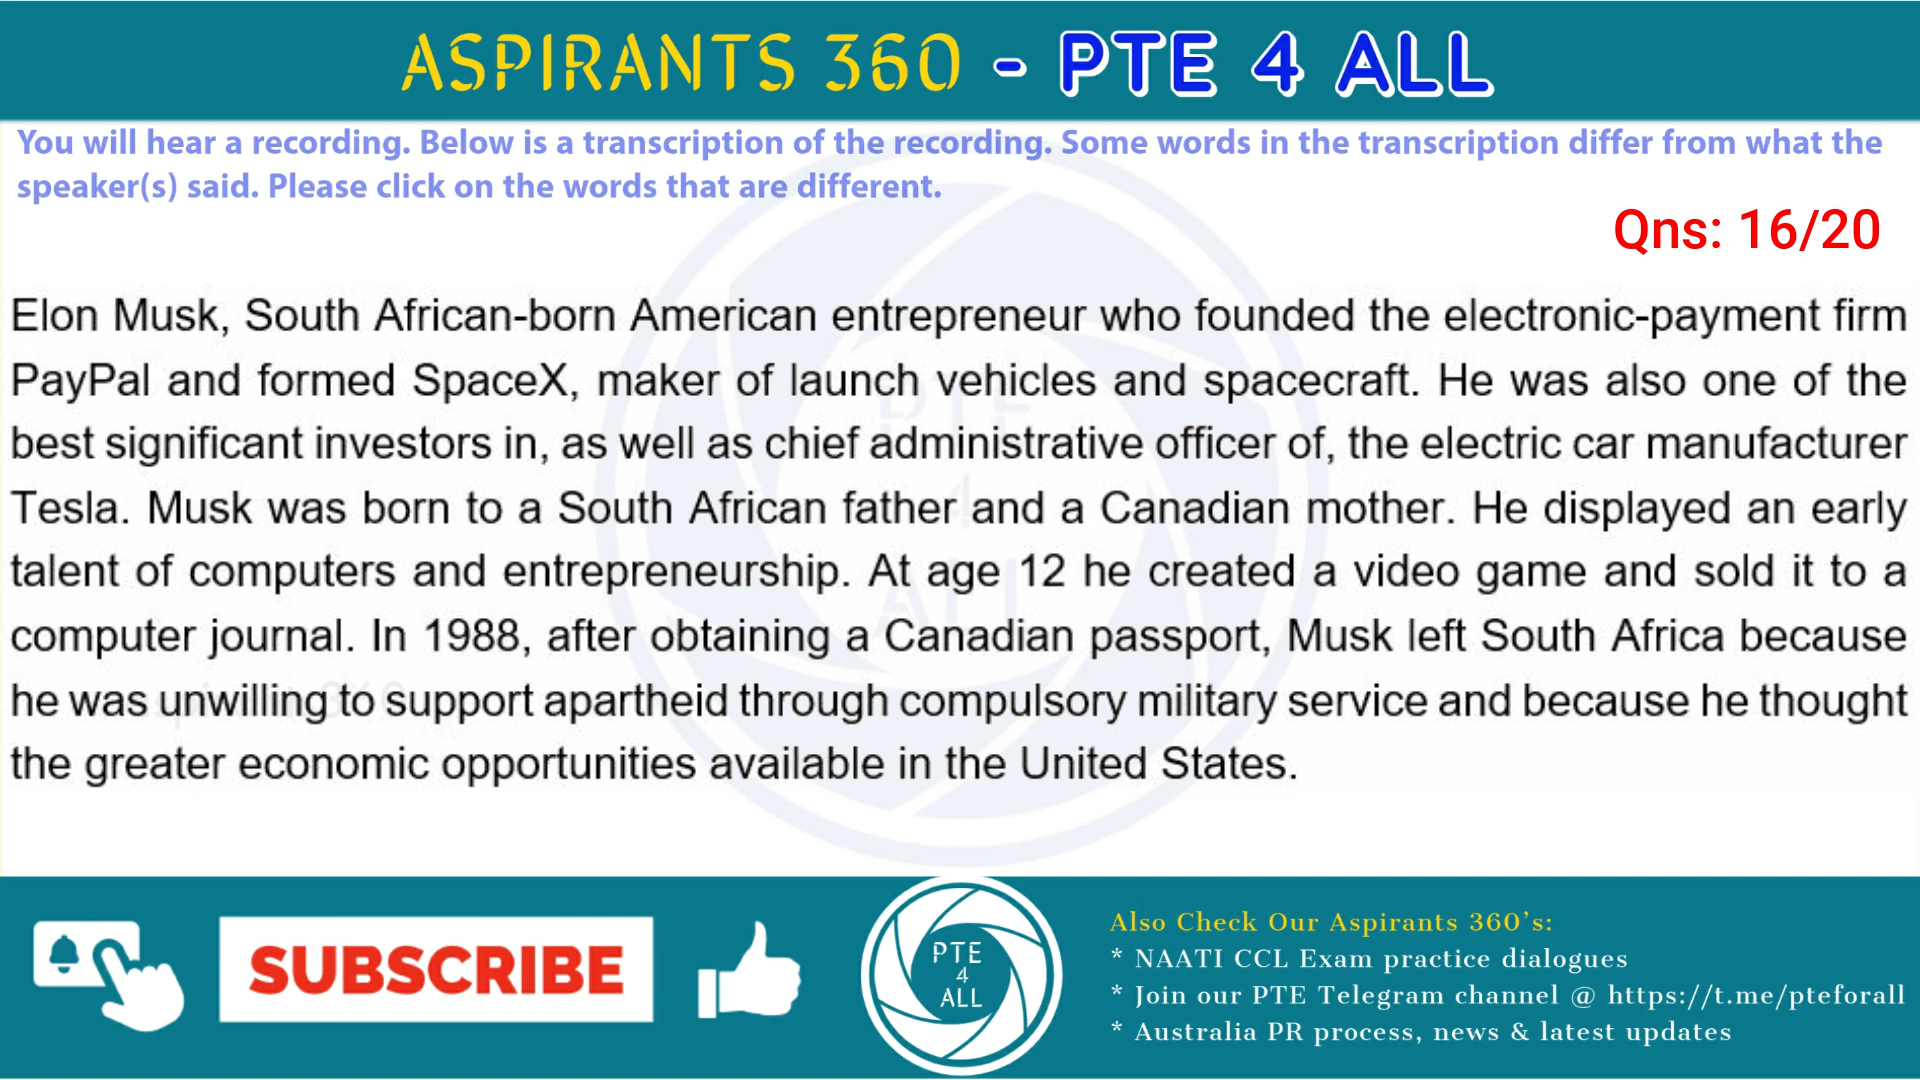 ASPIRANTS 360 - PTE 4 ALL
You will hear a recording. Below is a transcription of the recording. Some words in the transcription differ from what the
speaker(s) said. Please click on the words that are different.
Qns: 16/20
Elon Musk, South African-born American entrepreneur who founded the electronic-payment firm
PayPal and formed SpaceX, maker of launch vehicles and spacecraft. He was also one of the
best significant investors in, as well as chief administrative officer of, the electric car manufacturer
Tesla. Musk was born to a South African father and a Canadian mother. He displayed an early
talent of computers and entrepreneurship. At age 12 he created a video game and sold it to a
computer journal. In 1988, after obtaining a Canadian passport, Musk left South Africa because
he was unwilling to support apartheid through compulsory military service and because he thought
the greater economic opportunities available in the United States.
SUBSCRIBE
PTE
4
ALL
Also Check Our Aspirants 360's:
* NAATI CCL Exam practice dialogues
* Join our PTE Telegram channel @ https://t.me/pteforall
* Australia PR process, news & latest updates